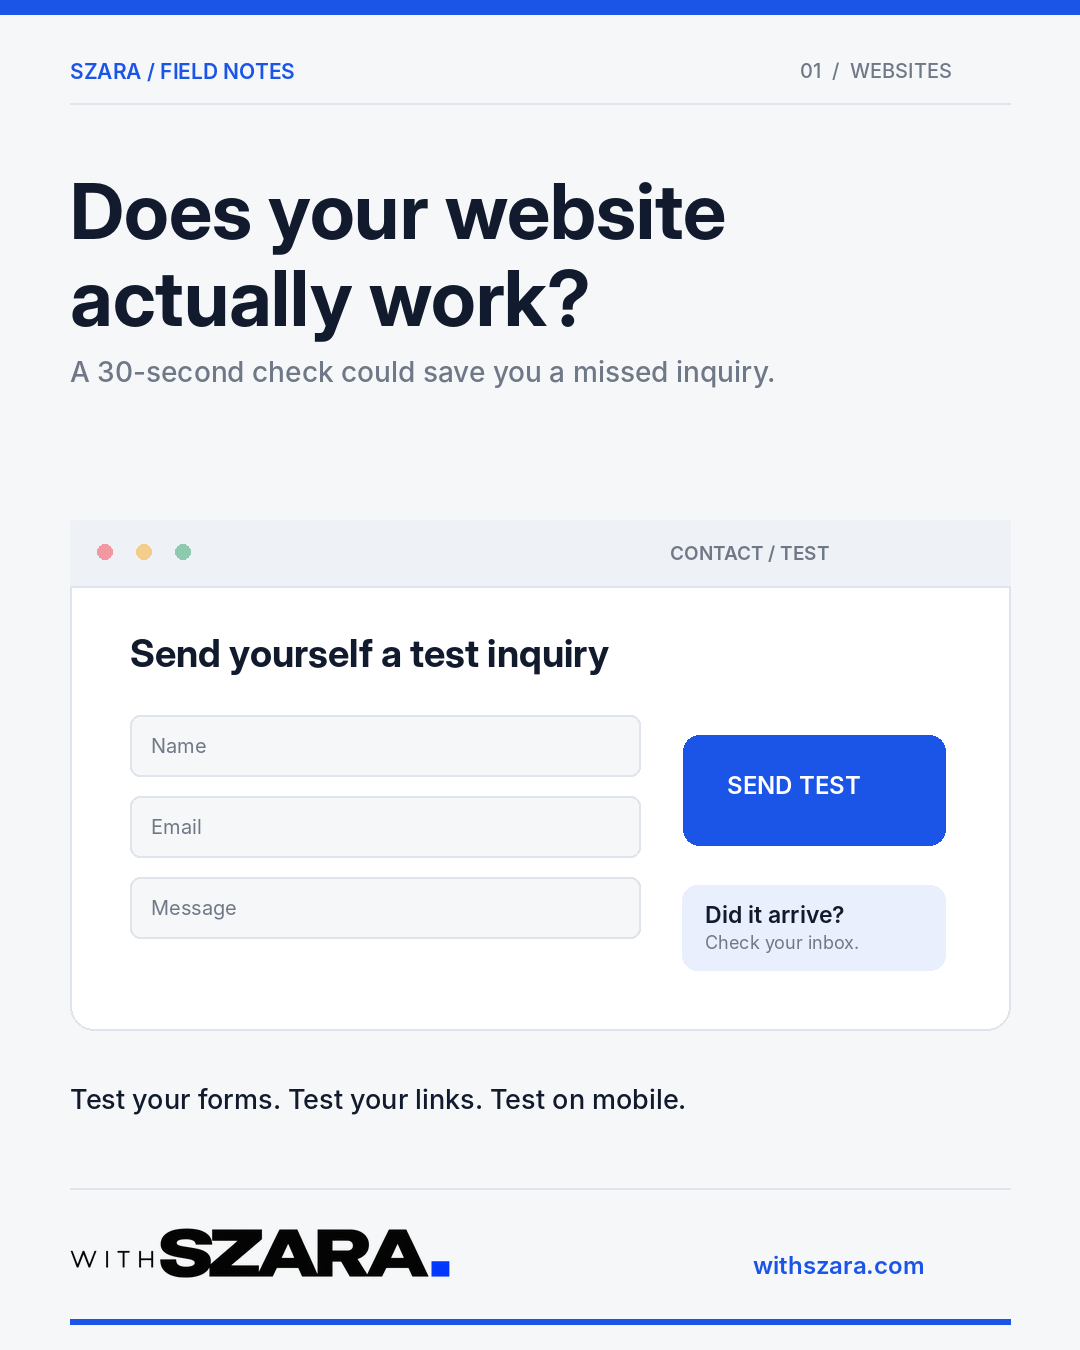 SZARA / FIELD NOTES
01 / WEBSITES
Does your website
actually work?
A 30-second check could save you a missed inquiry.
CONTACT / TEST
Send yourself a test inquiry
Name
SEND TEST
Email
Message
Did it arrive?
Check your inbox.
Test your forms. Test your links. Test on mobile.
WITH SZARA.
withszara.com